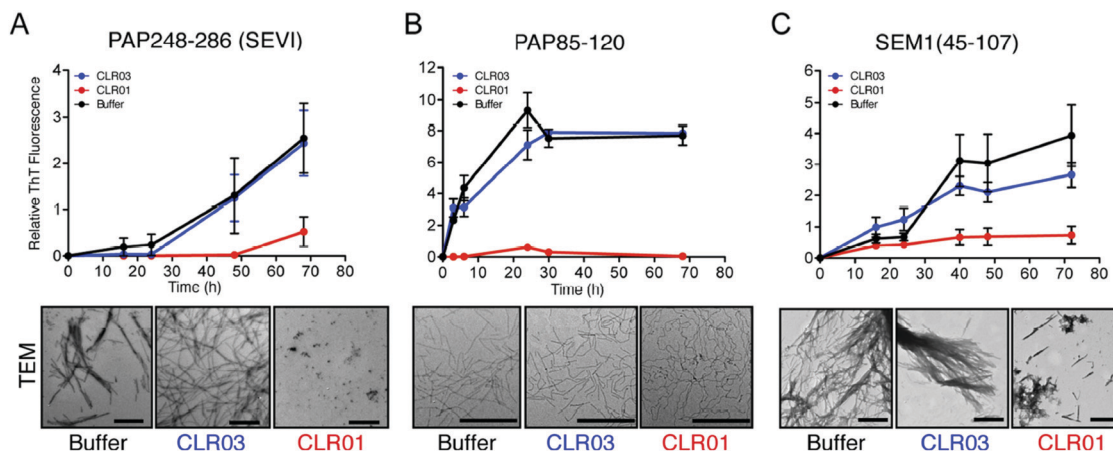 A
PAP248-286 (SEVI)
Relative ThT Fluorescence
4
3
2
1
0
CLR03
CLR01
Buffer
0 10 20 30 40 50 60 70 80
Time (h)
B
PAP85-120
12
10
8
6
4
2
0
CLR03
CLR01
Buffer
0 10 20 30 40 50 60 70 80
Time (h)
C
SEM1(45-107)
6
5
4
3
2
1
0
CLR03
CLR01
Buffer
0 10 20 30 40 50 60 70 80
Time (h)
TEM
Buffer CLR03 CLR01
Buffer CLR03 CLR01
Buffer CLR03 CLR01